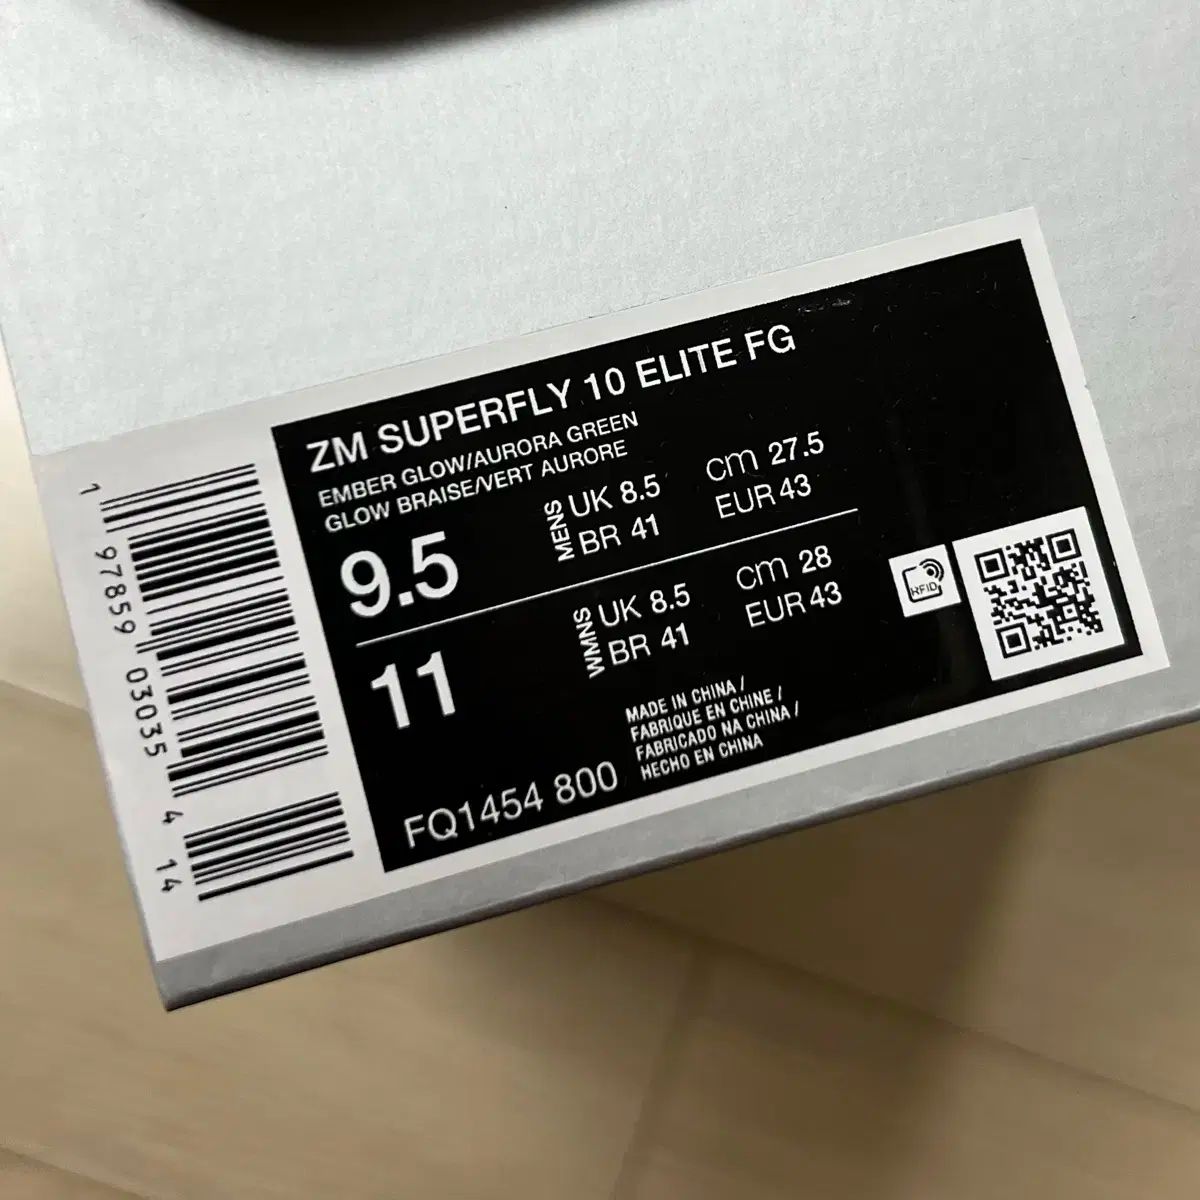 ZM SUPERFLY 10 ELITE FG
EMBER GLOW/AURORA GREEN
GLOW BRAISE/VERT AURORE
9.5
MENS
UK 8.5
cm 27.5
BR 41
EUR 43
11
WMNS
UK 8.5
cm 28
BR 41
EUR 43
MADE IN CHINA /
FABRIQUE EN CHINE /
FABRICADO NA CHINA /
HECHO EN CHINA
FQ1454 800
RFID
1 97859 03035 4 14